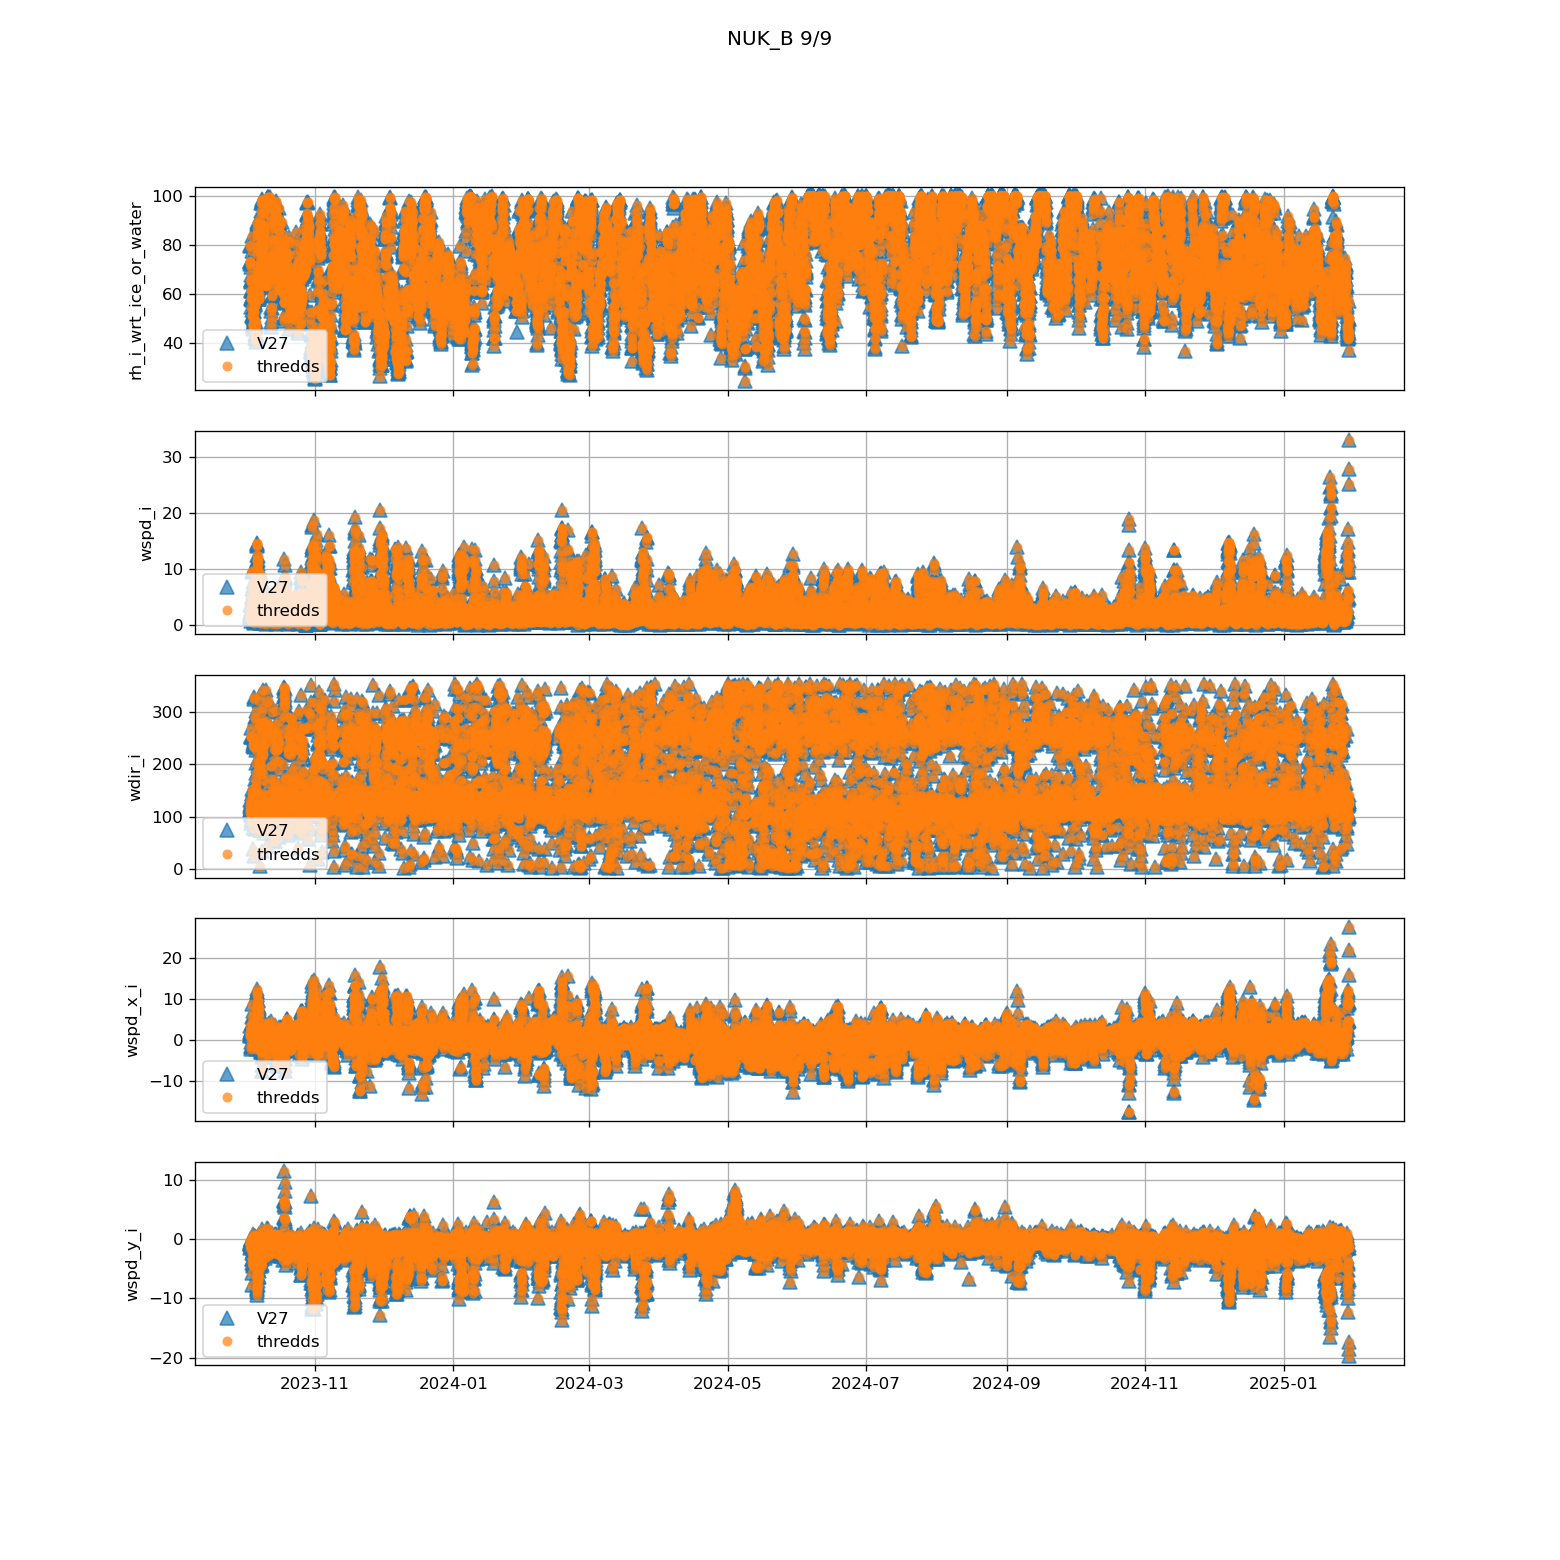 NUK_B 9/9
rh_i_wrt_ice_or_water
100
80
60
40
V27
thredds
wspd_i
30
20
10
0
V27
thredds
wdir_i
300
200
100
0
V27
thredds
wspd_x_i
20
10
0
−10
V27
thredds
wspd_y_i
10
0
−10
−20
V27
thredds
2023-11 2024-01 2024-03 2024-05 2024-07 2024-09 2024-11 2025-01